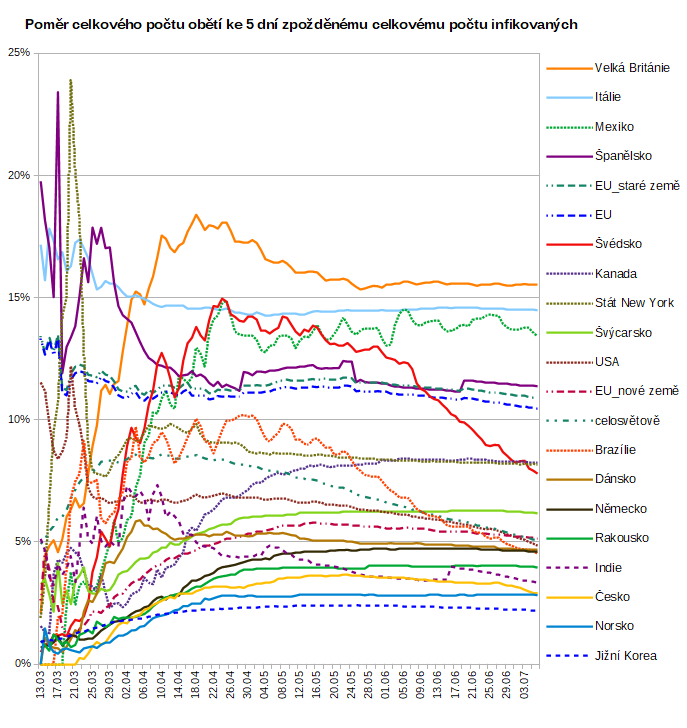 Poměr celkového počtu obětí ke 5 dní zpožděnému celkovému počtu infikovaných
25%
20%
15%
10%
5%
0%
13.03
17.03
21.03
25.03
29.03
02.04
06.04
10.04
14.04
18.04
22.04
26.04
30.04
04.05
08.05
12.05
16.05
20.05
24.05
28.05
01.06
05.06
09.06
13.06
17.06
21.06
25.06
29.06
03.07
Velká Británie
Itálie
Mexiko
Španělsko
EU_staré země
EU
Švédsko
Kanada
Stát New York
Švýcarsko
USA
EU_nové země
celosvětově
Brazílie
Dánsko
Německo
Rakousko
Indie
Česko
Norsko
Jižní Korea